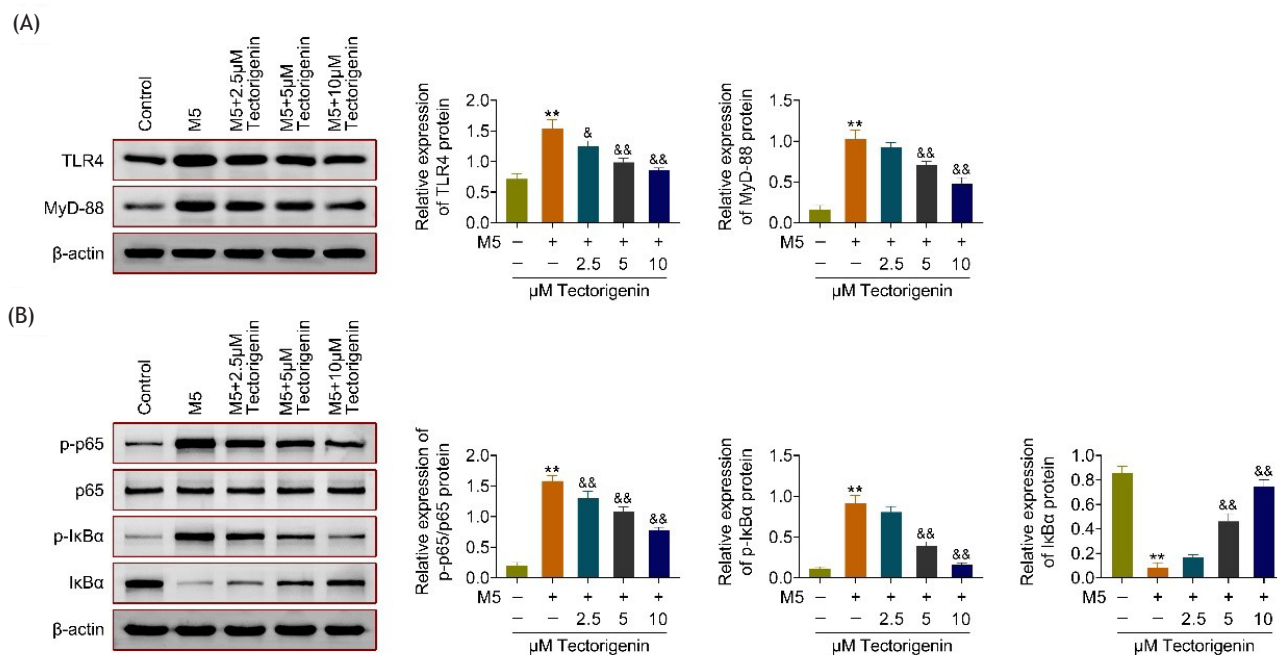 (A)
Control
M5
M5+2.5µM
Tectorigenin
M5+5µM
Tectorigenin
M5+10µM
Tectorigenin
TLR4
MyD-88
β-actin
Relative expression
of TLR4 protein
2.0
1.5
1.0
0.5
0.0
**
&
&&
&&
M5 – + + + +
– – 2.5 5 10
µM Tectorigenin
Relative expression
of MyD-88 protein
1.5
1.0
0.5
0.0
**
&&
&&
M5 – + + + +
– – 2.5 5 10
µM Tectorigenin
(B)
Control
M5
M5+2.5µM
Tectorigenin
M5+5µM
Tectorigenin
M5+10µM
Tectorigenin
p-p65
p65
p-IκBα
IκBα
β-actin
Relative expression of
p-p65/p65 protein
2.0
1.5
1.0
0.5
0.0
**
&&
&&
&&
M5 – + + + +
– – 2.5 5 10
µM Tectorigenin
Relative expression
of p-IκBα protein
1.5
1.0
0.5
0.0
**
&&
&&
M5 – + + + +
– – 2.5 5 10
µM Tectorigenin
Relative expression
of IκBα protein
1.0
0.8
0.6
0.4
0.2
0.0
**
&&
&&
M5 – + + + +
– – 2.5 5 10
µM Tectorigenin